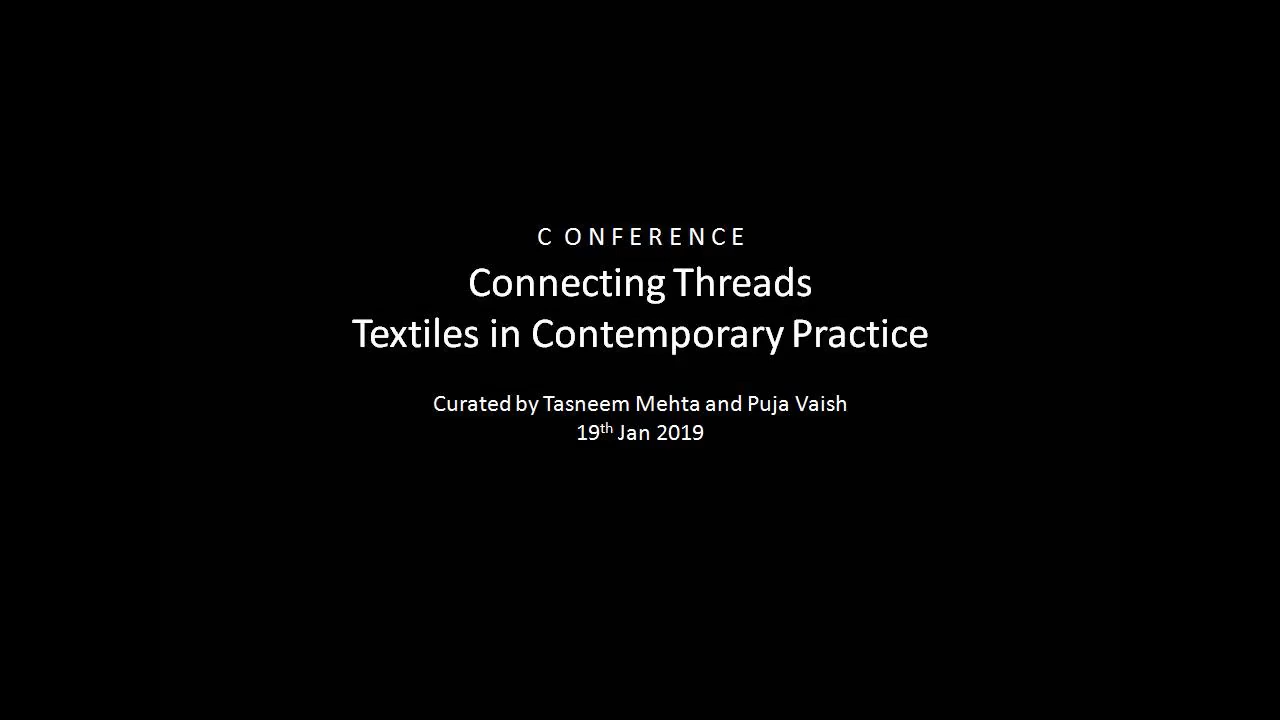 C ONFERENCE
Connecting Threads
Textiles in Contemporary Practice
Curated by Tasneem Mehta and Puja Vaish
19th Jan 2019